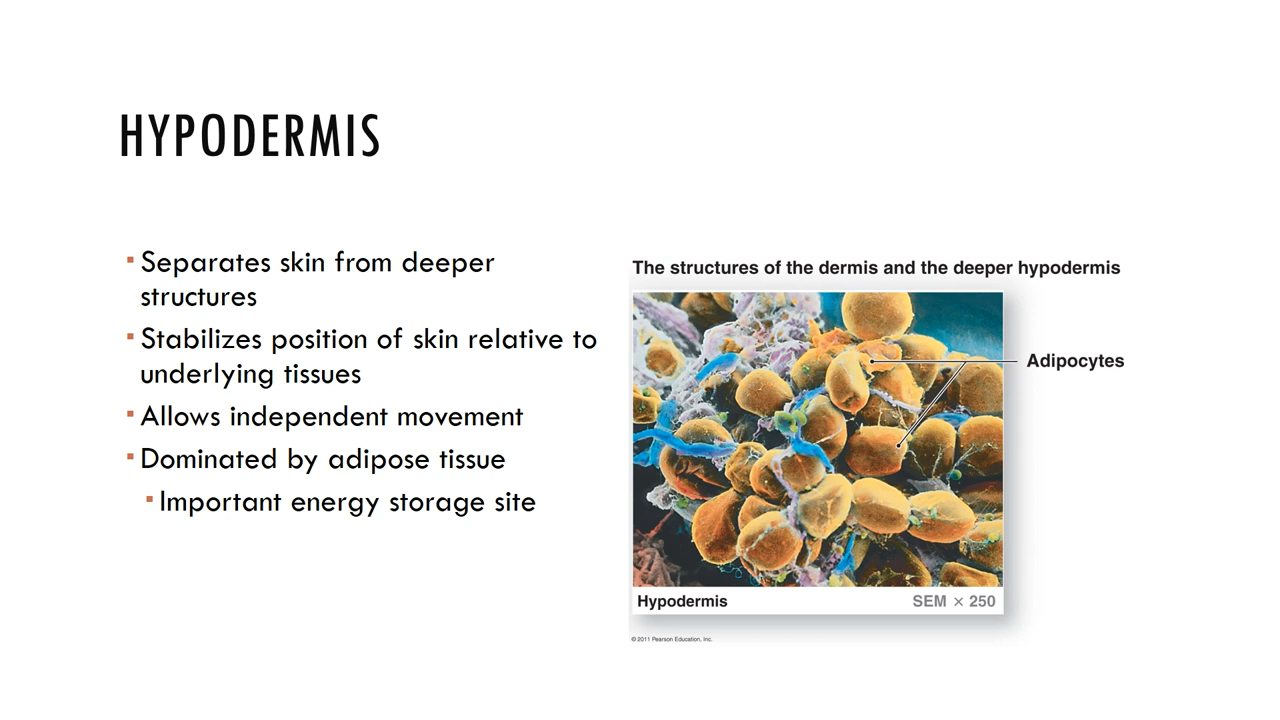 HYPODERMIS
▪ Separates skin from deeper
structures
▪ Stabilizes position of skin relative to
underlying tissues
▪ Allows independent movement
▪ Dominated by adipose tissue
▪ Important energy storage site
The structures of the dermis and the deeper hypodermis
Adipocytes
Hypodermis SEM × 250
© 2011 Pearson Education, Inc.